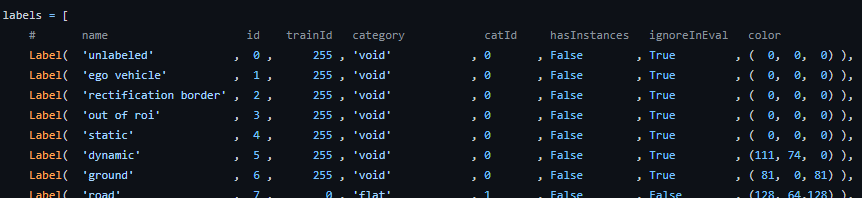 labels = [
#       name                     id    trainId   category            catId     hasInstances   ignoreInEval   color
Label(  'unlabeled'            ,  0 ,      255 , 'void'            , 0       , False        , True         , (  0,  0,  0) ),
Label(  'ego vehicle'          ,  1 ,      255 , 'void'            , 0       , False        , True         , (  0,  0,  0) ),
Label(  'rectification border' ,  2 ,      255 , 'void'            , 0       , False        , True         , (  0,  0,  0) ),
Label(  'out of roi'           ,  3 ,      255 , 'void'            , 0       , False        , True         , (  0,  0,  0) ),
Label(  'static'               ,  4 ,      255 , 'void'            , 0       , False        , True         , (  0,  0,  0) ),
Label(  'dynamic'              ,  5 ,      255 , 'void'            , 0       , False        , True         , (111, 74,  0) ),
Label(  'ground'               ,  6 ,      255 , 'void'            , 0       , False        , True         , ( 81,  0, 81) ),
Label(  'road'                 ,  7 ,        0 , 'flat'            , 1       , False        , False        , (128, 64,128) ),